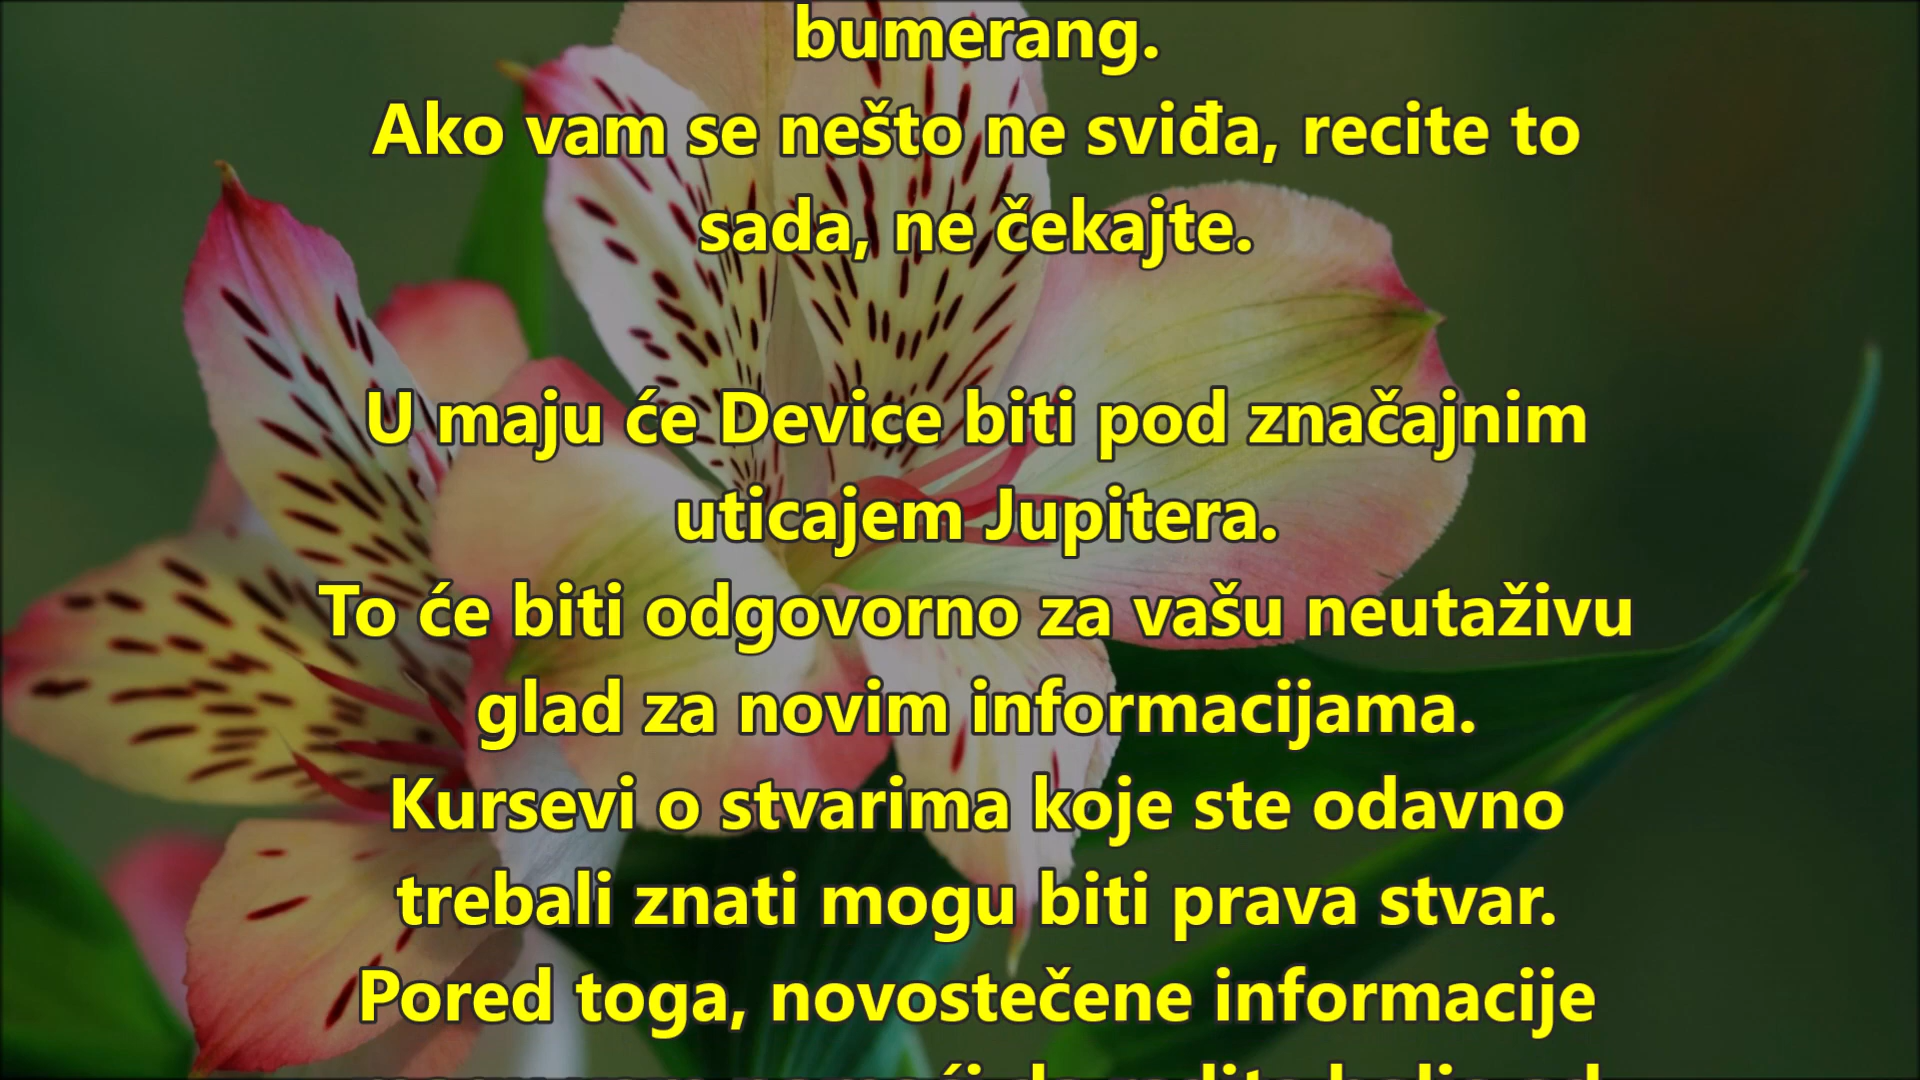 bumerang.
Ako vam se nešto ne sviđa, recite to
sada, ne čekajte.
U maju će Device biti pod značajnim
uticajem Jupitera.
To će biti odgovorno za vašu neutaživu
glad za novim informacijama.
Kursevi o stvarima koje ste odavno
trebali znati mogu biti prava stvar.
Pored toga, novostečene informacije